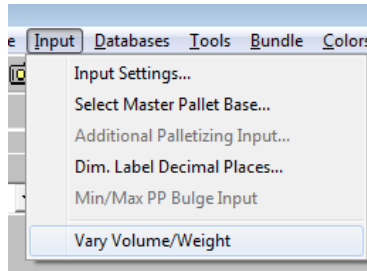 e Input Databases Tools Bundle Colors
Input Settings...
Select Master Pallet Base...
Additional Palletizing Input...
Dim. Label Decimal Places...
Min/Max PP Bulge Input
Vary Volume/Weight